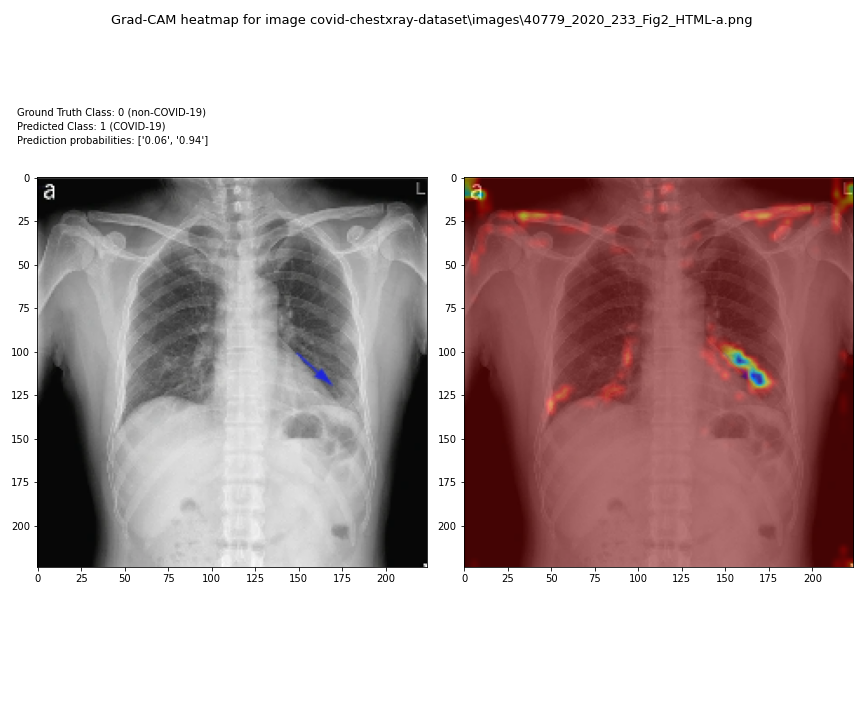 Grad-CAM heatmap for image covid-chestxray-dataset\images\40779_2020_233_Fig2_HTML-a.png
Ground Truth Class: 0 (non-COVID-19)
Predicted Class: 1 (COVID-19)
Prediction probabilities: ['0.06', '0.94']
a
L
0
25
50
75
100
125
150
175
200
0 25 50 75 100 125 150 175 200
a
L
0
25
50
75
100
125
150
175
200
0 25 50 75 100 125 150 175 200